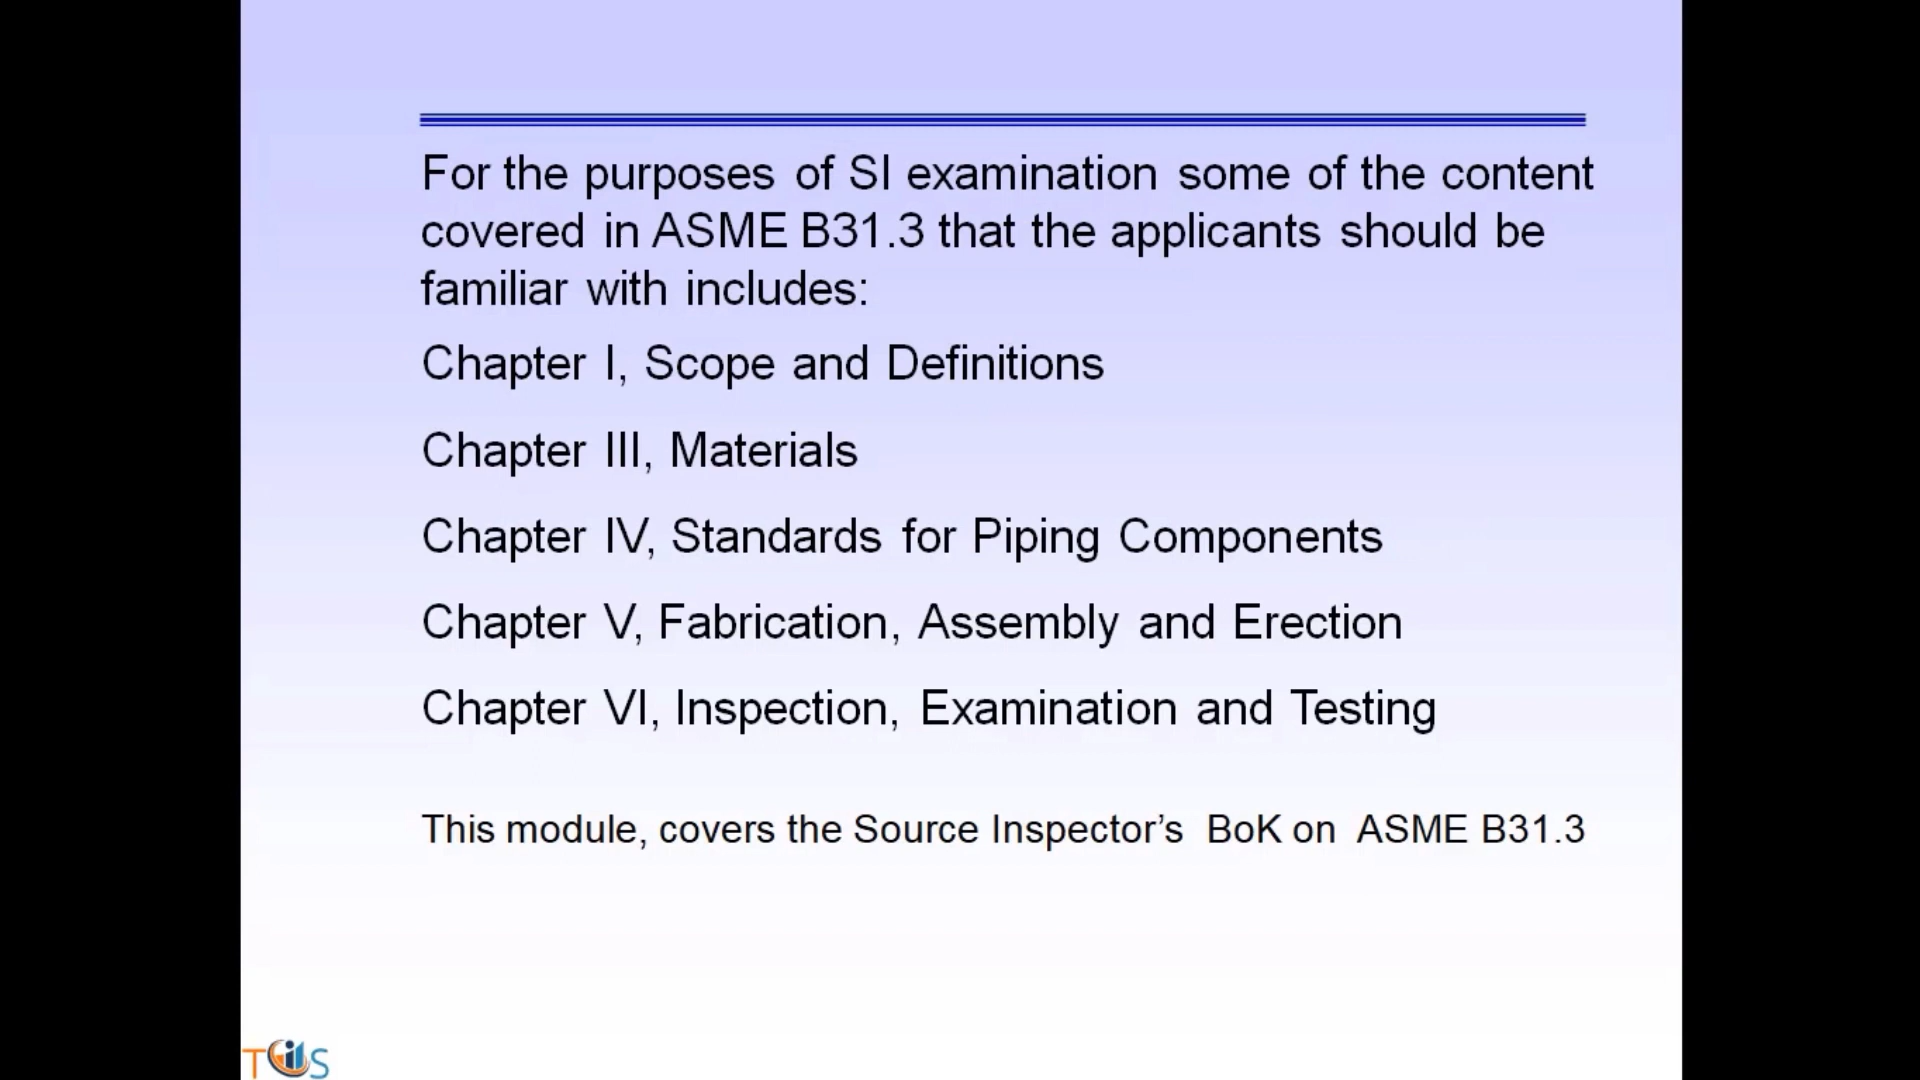 For the purposes of SI examination some of the content
covered in ASME B31.3 that the applicants should be
familiar with includes:
Chapter I, Scope and Definitions
Chapter III, Materials
Chapter IV, Standards for Piping Components
Chapter V, Fabrication, Assembly and Erection
Chapter VI, Inspection, Examination and Testing
This module, covers the Source Inspector’s BoK on ASME B31.3